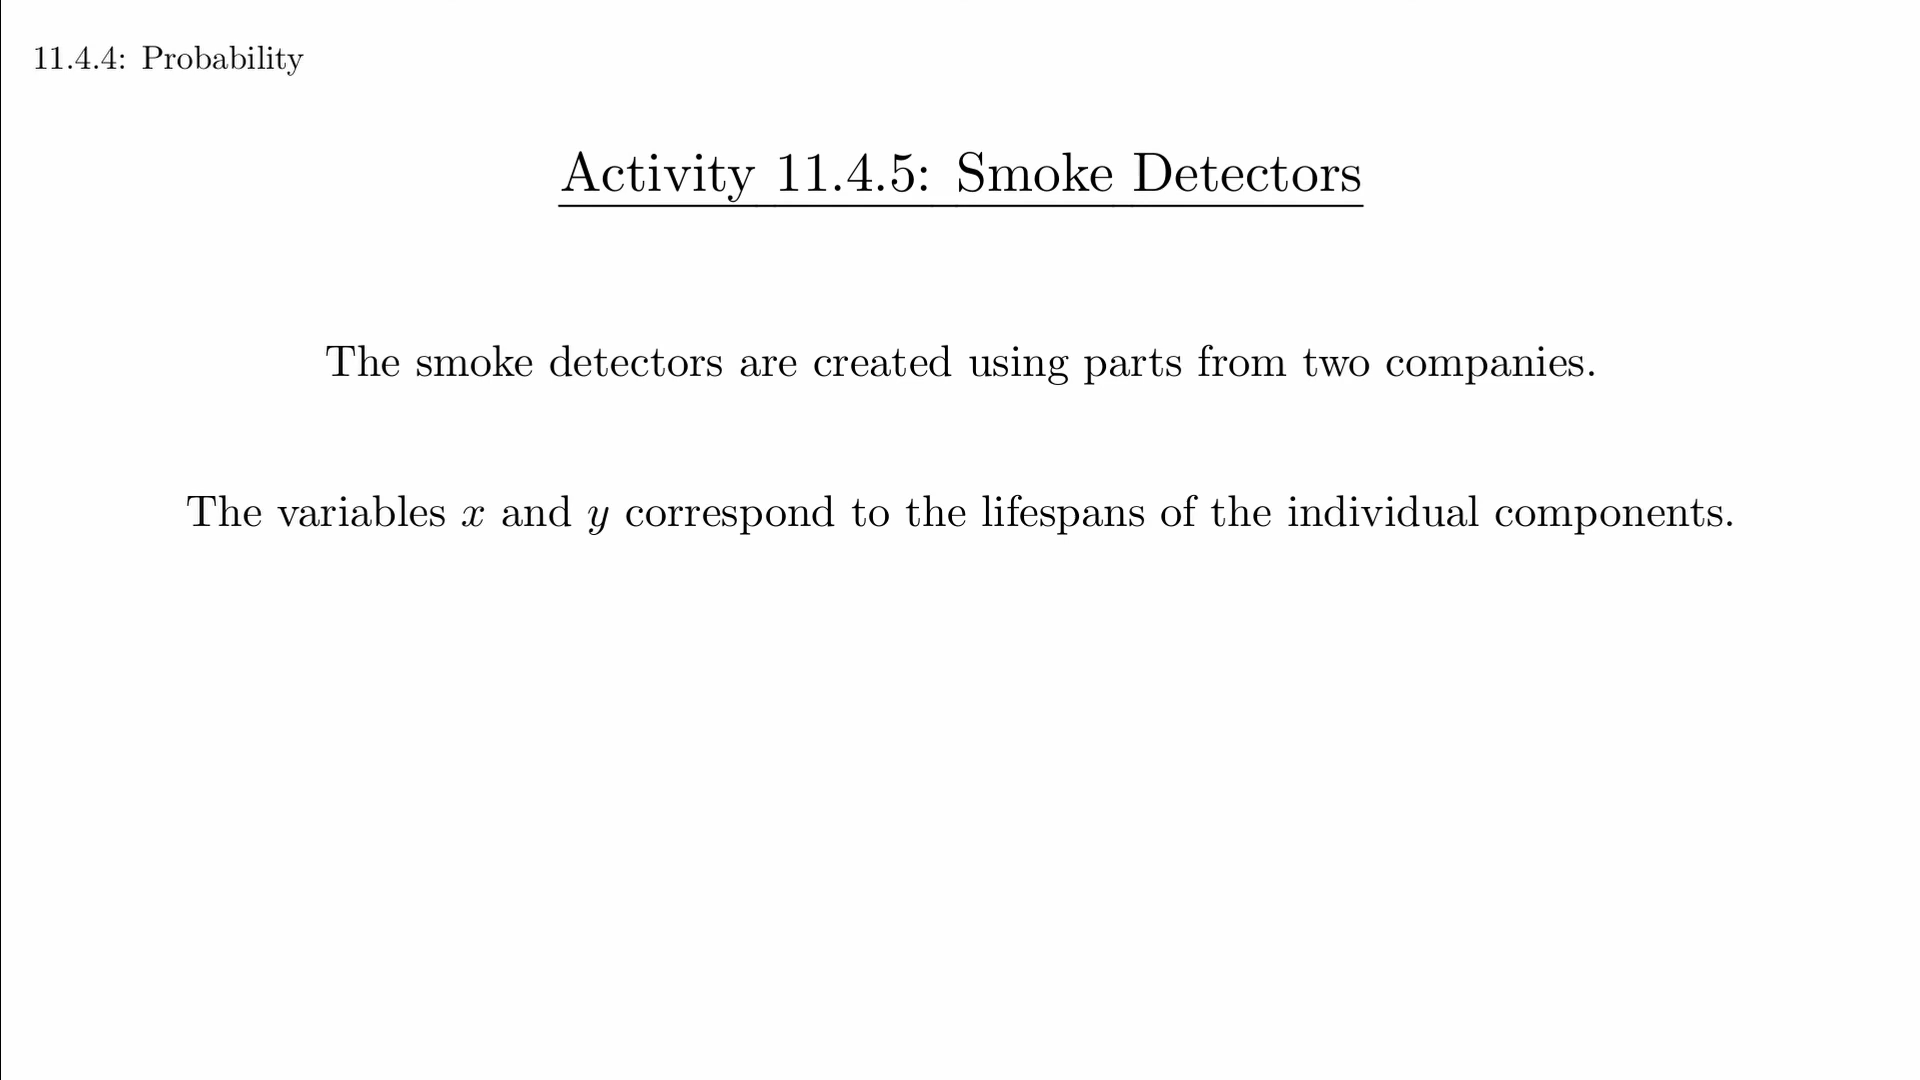 11.4.4: Probability
Activity 11.4.5: Smoke Detectors
The smoke detectors are created using parts from two companies.
The variables x and y correspond to the lifespans of the individual components.